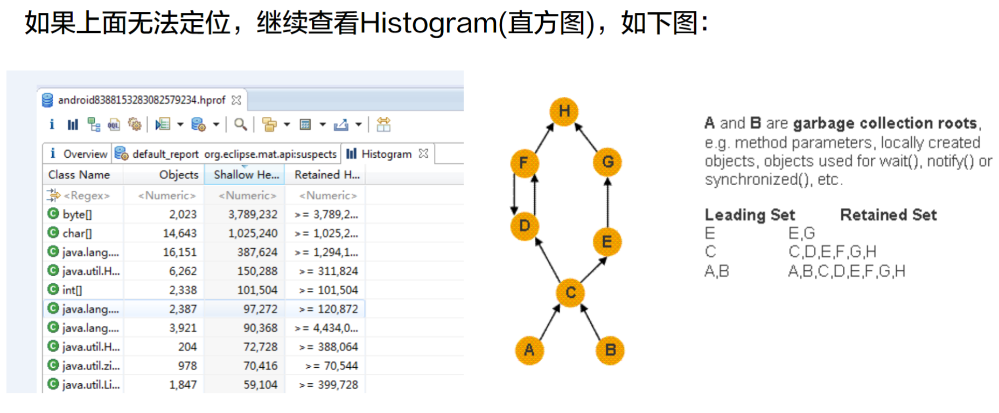 如果上面无法定位，继续查看Histogram(直方图)，如下图：
android8388153283082579234.hprof
i OQL
i Overview default_report org.eclipse.mat.api:suspects Histogram
Class Name Objects Shallow He... Retained H...
<Regex> <Numeric> <Numeric> <Numeric>
C byte[] 2,023 3,789,232 >= 3,789,2...
C char[] 14,643 1,025,240 >= 1,025,2...
C java.lang.... 16,151 387,624 >= 1,294,1...
C java.util.H... 6,262 150,288 >= 311,824
C int[] 2,338 101,504 >= 101,504
C java.lang.... 2,387 97,272 >= 120,872
C java.lang.... 3,921 90,368 >= 4,434,0...
C java.util.H... 204 72,728 >= 388,064
C java.util.zi... 978 70,416 >= 70,544
C java.util.Li... 1,847 59,104 >= 399,728
H
F G
D
E
C
A B
A and B are garbage collection roots,
e.g. method parameters, locally created
objects, objects used for wait(), notify() or
synchronized(), etc.
Leading Set Retained Set
E E,G
C C,D,E,F,G,H
A,B A,B,C,D,E,F,G,H